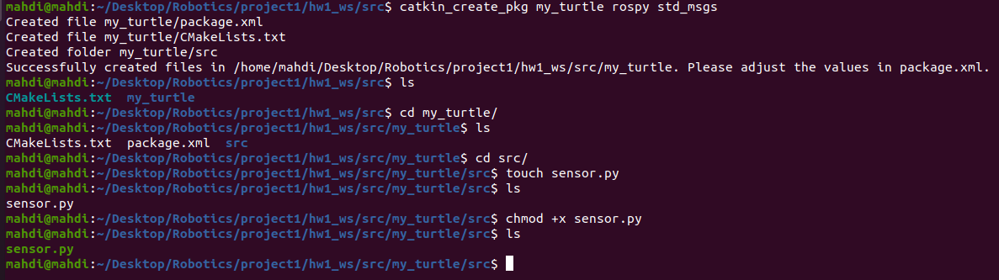 mahdi@mahdi:~/Desktop/Robotics/project1/hw1_ws/src$ catkin_create_pkg my_turtle rospy std_msgs
Created file my_turtle/package.xml
Created file my_turtle/CMakeLists.txt
Created folder my_turtle/src
Successfully created files in /home/mahdi/Desktop/Robotics/project1/hw1_ws/src/my_turtle. Please adjust the values in package.xml.
mahdi@mahdi:~/Desktop/Robotics/project1/hw1_ws/src$ ls
CMakeLists.txt  my_turtle
mahdi@mahdi:~/Desktop/Robotics/project1/hw1_ws/src$ cd my_turtle/
mahdi@mahdi:~/Desktop/Robotics/project1/hw1_ws/src/my_turtle$ ls
CMakeLists.txt  package.xml  src
mahdi@mahdi:~/Desktop/Robotics/project1/hw1_ws/src/my_turtle$ cd src/
mahdi@mahdi:~/Desktop/Robotics/project1/hw1_ws/src/my_turtle/src$ touch sensor.py
mahdi@mahdi:~/Desktop/Robotics/project1/hw1_ws/src/my_turtle/src$ ls
sensor.py
mahdi@mahdi:~/Desktop/Robotics/project1/hw1_ws/src/my_turtle/src$ chmod +x sensor.py
mahdi@mahdi:~/Desktop/Robotics/project1/hw1_ws/src/my_turtle/src$ ls
sensor.py
mahdi@mahdi:~/Desktop/Robotics/project1/hw1_ws/src/my_turtle/src$